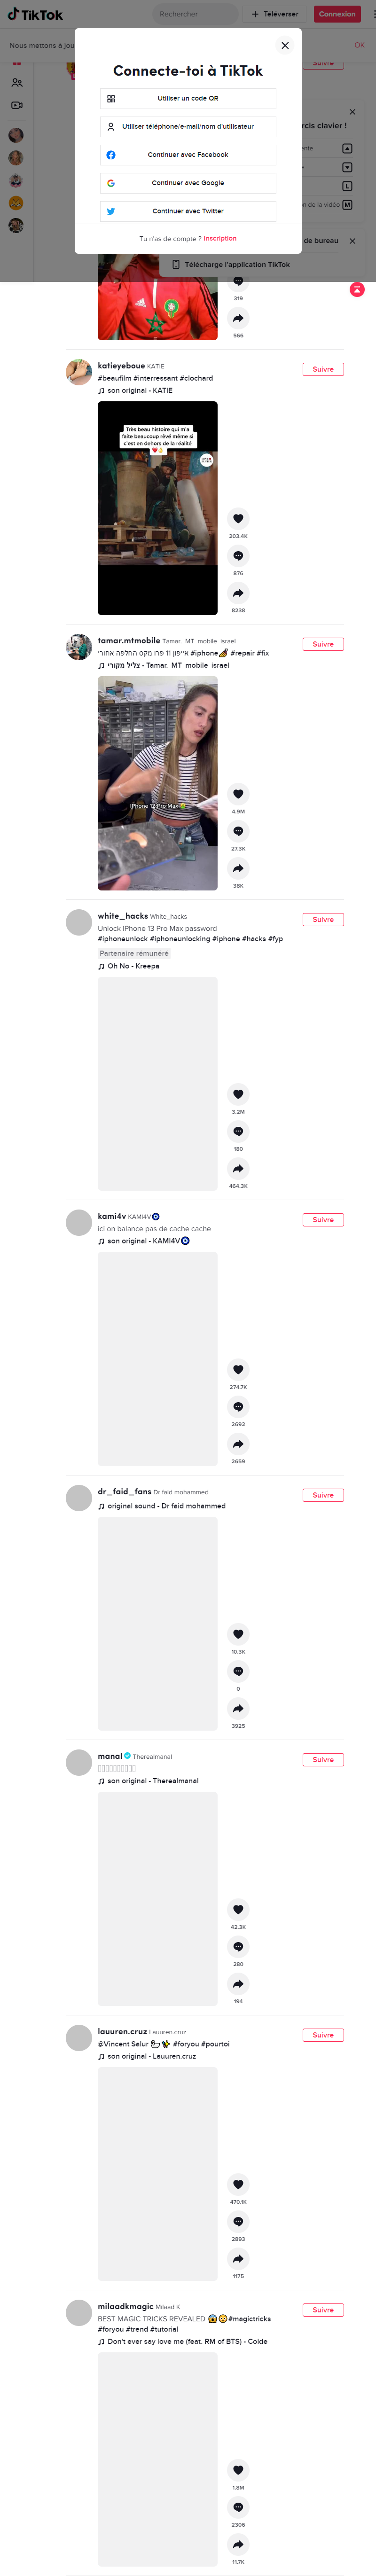 TikTok
Rechercher
Téléverser
Connexion
Nous mettons à jou
OK
Suivre
Connecte-toi à TikTok
Utiliser un code QR
Utiliser téléphone/e-mail/nom d'utilisateur
Continuer avec Facebook
Continuer avec Google
Continuer avec Twitter
Tu n'as de compte ? Inscription
rcis clavier !
L
on de la vidéo M
de bureau
Télécharge l'application TikTok
319
566
katieyeboue KATIE
Suivre
#beaufilm #interressant #clochard
son original - KATIE
Très beau histoire qui m'a
faite beaucoup rêvé même si
c'est en dehors de la réalité
203.4K
876
8238
tamar.mtmobile Tamar. MT mobile israel
Suivre
אייפון 11 פרו מקס החלפה אחורי #iphone #repair #fix
צליל מקורי - Tamar. MT mobile israel
IPhone 12 Pro Max
4.9M
27.3K
38K
white_hacks White_hacks
Suivre
Unlock iPhone 13 Pro Max password
#iphoneunlock #iphoneunlocking #iphone #hacks #fyp
Partenaire rémunéré
Oh No - Kreepa
3.2M
180
464.3K
kami4v KAMI4V
Suivre
ici on balance pas de cache cache
son original - KAMI4V
274.7K
2692
2659
dr_faid_fans Dr faid mohammed
Suivre
original sound - Dr faid mohammed
10.3K
0
3925
manal Therealmanal
Suivre
son original - Therealmanal
42.3K
280
194
lauuren.cruz Lauuren.cruz
Suivre
@Vincent Salur #foryou #pourtoi
son original - Lauuren.cruz
470.1K
2893
1175
milaadkmagic Milaad K
Suivre
BEST MAGIC TRICKS REVEALED #magictricks
#foryou #trend #tutorial
Don't ever say love me (feat. RM of BTS) - Colde
1.8M
2306
11.7K